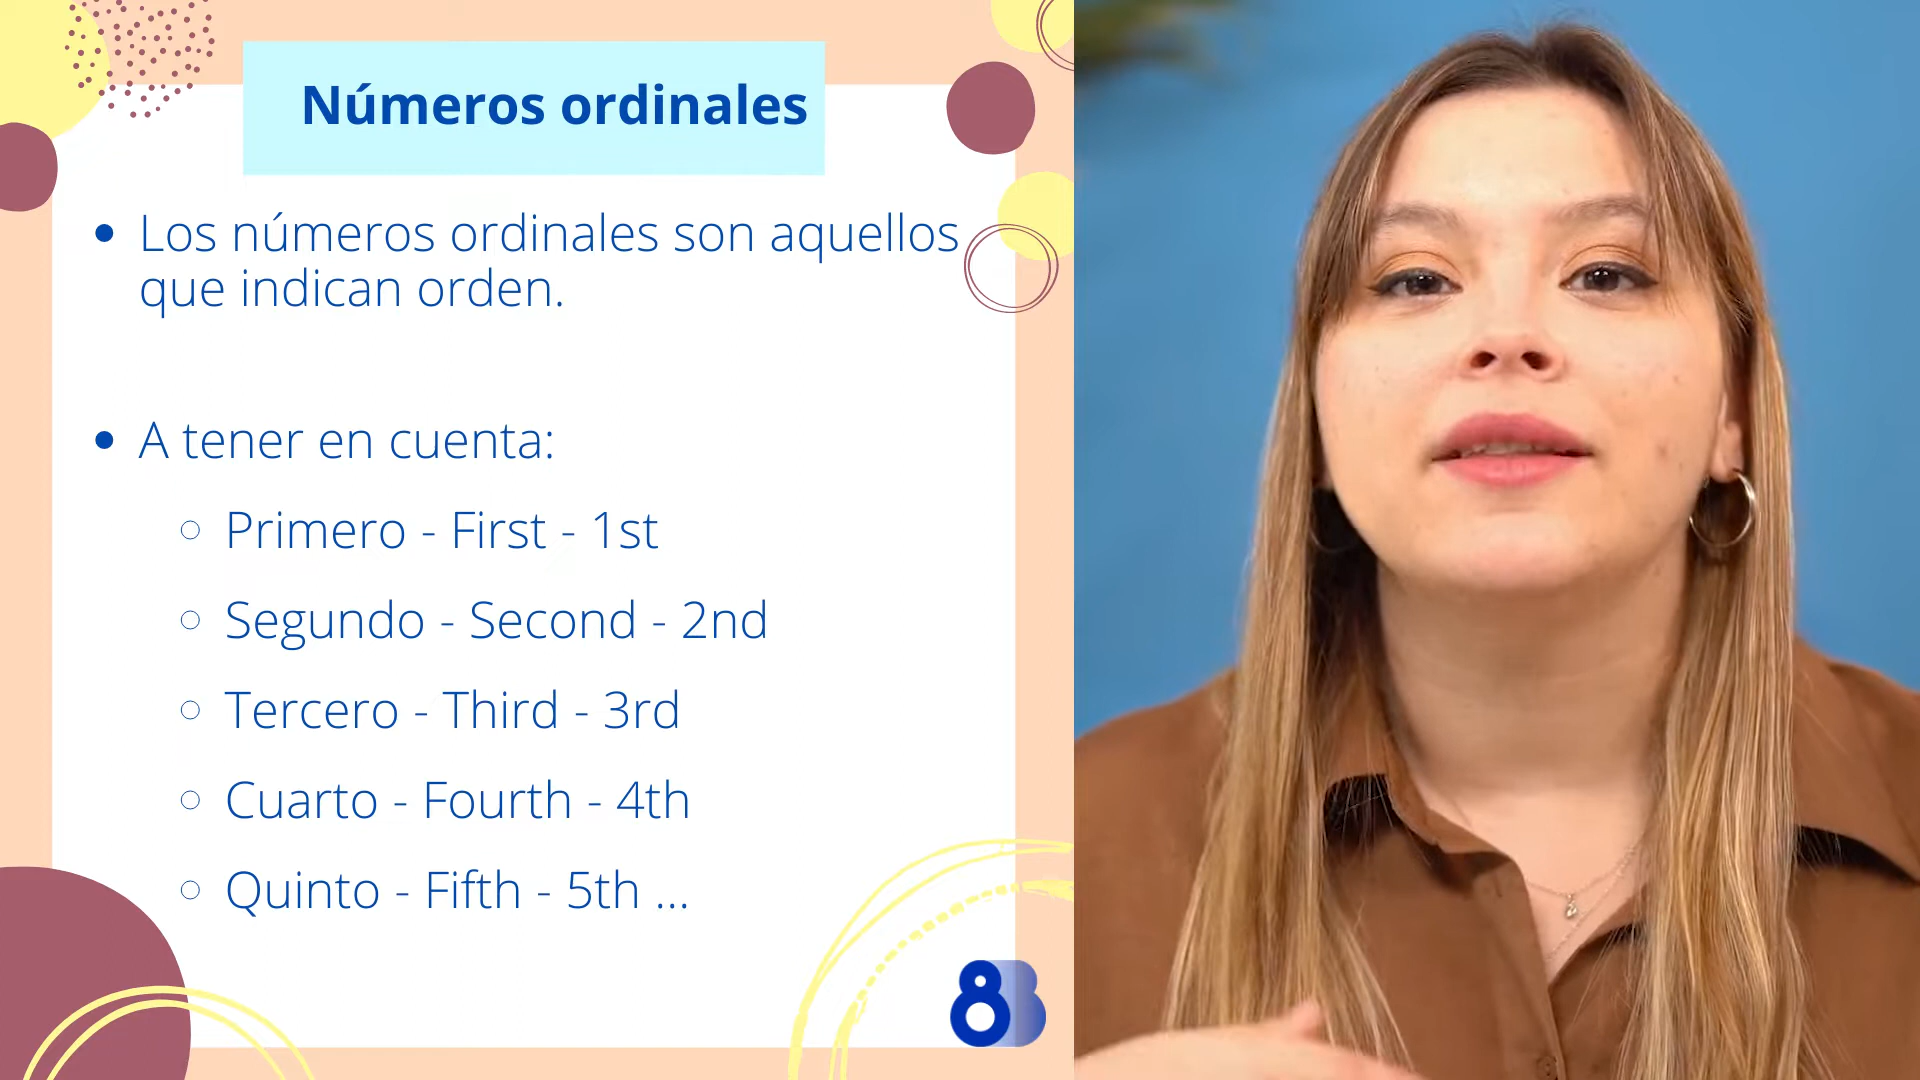 Números ordinales
Los números ordinales son aquellos
que indican orden.
A tener en cuenta:
Primero - First - 1st
Segundo - Second - 2nd
Tercero - Third - 3rd
Cuarto - Fourth - 4th
Quinto - Fifth - 5th ...
8B